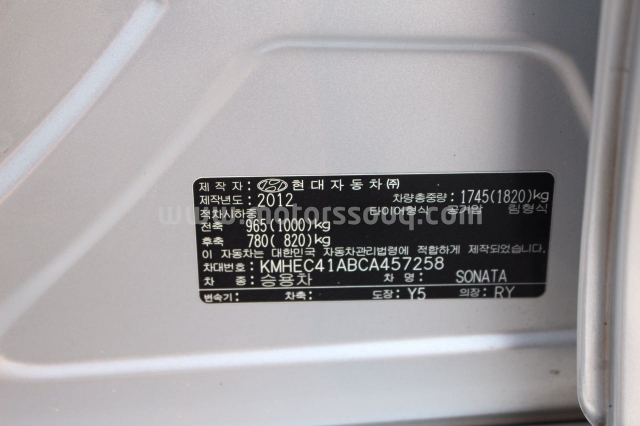 제 작 자: 현대자동차㈜
제작년도: 2012 차량총중량: 1745(1820)kg
적차시하중 타이어형식 공기압 림형식
전축 965(1000)kg
후축 780( 820)kg
www.motorssooq.com
이 자동차는 대한민국 자동차관리법령에 적합하게 제작되었음.
차대번호: KMHEC41ABCA457258
차 종: 승용차 차 명: SONATA
변속기: 차축: 도장: Y5 의장: RY